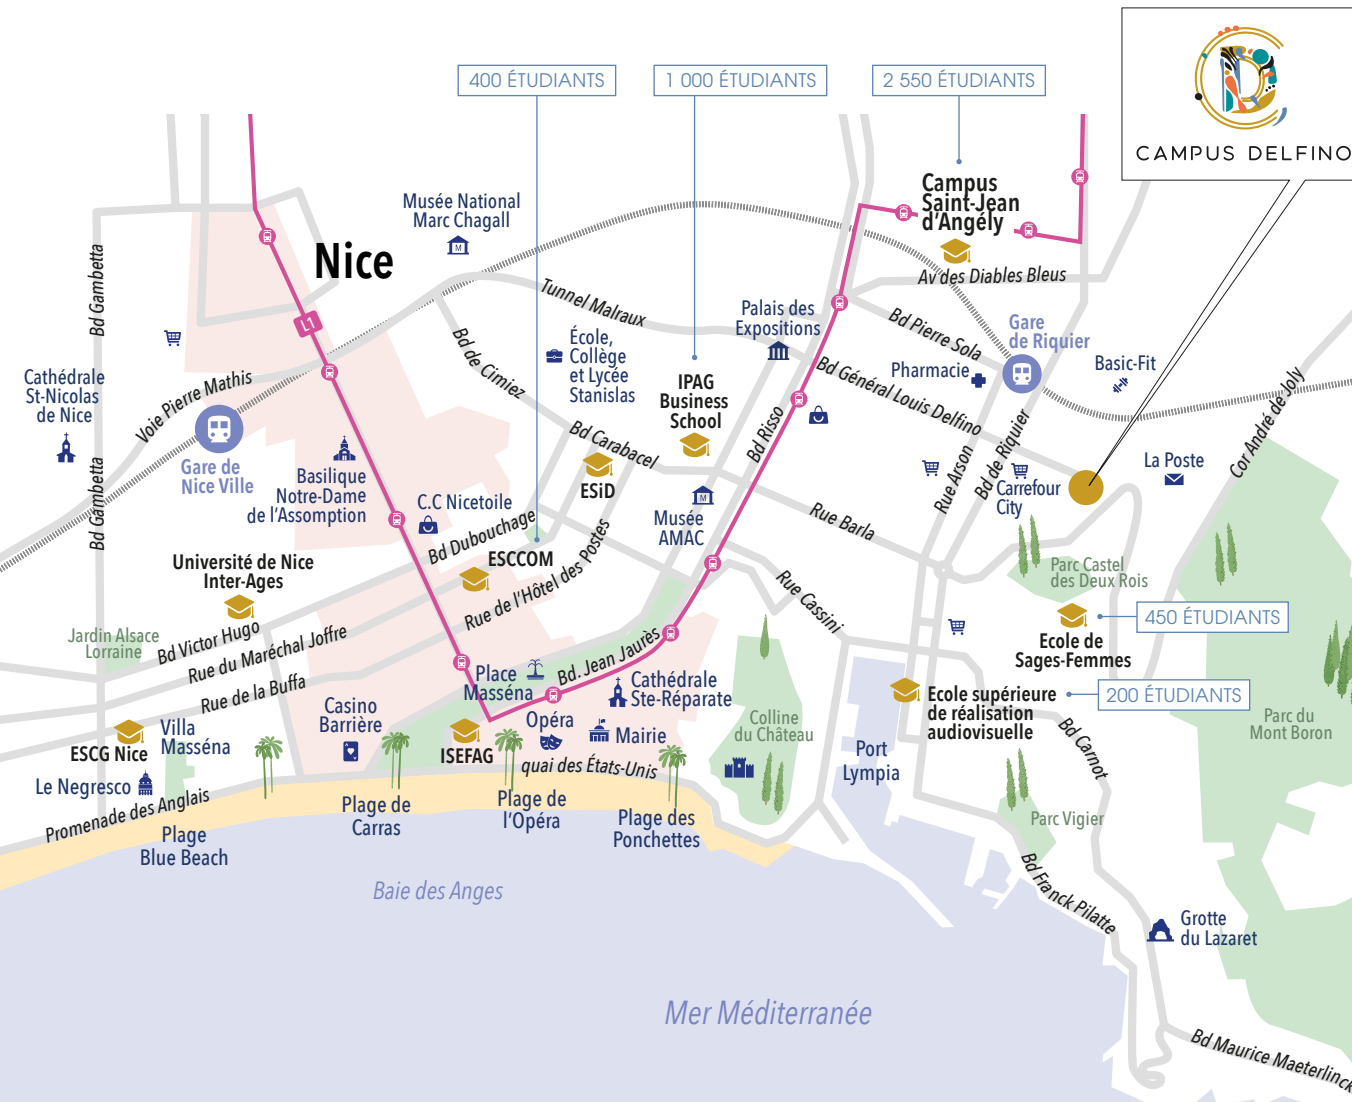 400 ÉTUDIANTS
1 000 ÉTUDIANTS
2 550 ÉTUDIANTS
CAMPUS DELFINO
Campus
Saint-Jean
d'Angély
Musée National
Marc Chagall
M
Nice
Bd Gambetta
Av des Diables Bleus
Tunnel Malraux
Palais des
Expositions
Bd Pierre Sola
Gare
de Riquier
L1
École,
Collège
et Lycée
Stanislas
Bd de Cimiez
Pharmacie
Basic-Fit
Cathédrale
St-Nicolas
de Nice
Voie Pierre Mathis
IPAG
Business
School
Bd Général Louis Delfino
Cor André de Joly
Bd Risso
Bd Carabacel
Rue Arson
Bd de Riquier
Gare de
Nice Ville
Basilique
Notre-Dame
de l'Assomption
ESiD
La Poste
Carrefour
City
Bd Gambetta
C.C Nicetoile
M
Musée
AMAC
Rue Barla
Bd Dubouchage
ESCCOM
Rue de l'Hôtel des Postes
Université de Nice
Inter-Ages
Parc Castel
des Deux Rois
Rue Cassini
450 ÉTUDIANTS
Ecole de
Sages-Femmes
Jardin Alsace
Lorraine
Bd Victor Hugo
Rue du Maréchal Joffre
Rue de la Buffa
Place
Masséna
Bd. Jean Jaurès
Cathédrale
Ste-Réparate
Ecole supérieure
de réalisation
audiovisuelle
200 ÉTUDIANTS
Casino
Barrière
Opéra
Mairie
Colline
du Château
Parc du
Mont Boron
Bd Carnot
Villa
Masséna
ESCG Nice
ISEFAG
quai des États-Unis
Port
Lympia
Le Negresco
Promenade des Anglais
Plage
Blue Beach
Plage de
Carras
Plage de
l'Opéra
Plage des
Ponchettes
Parc Vigier
Baie des Anges
Bd Franck Pilatte
Grotte
du Lazaret
Mer Méditerranée
Bd Maurice Maeterlinck